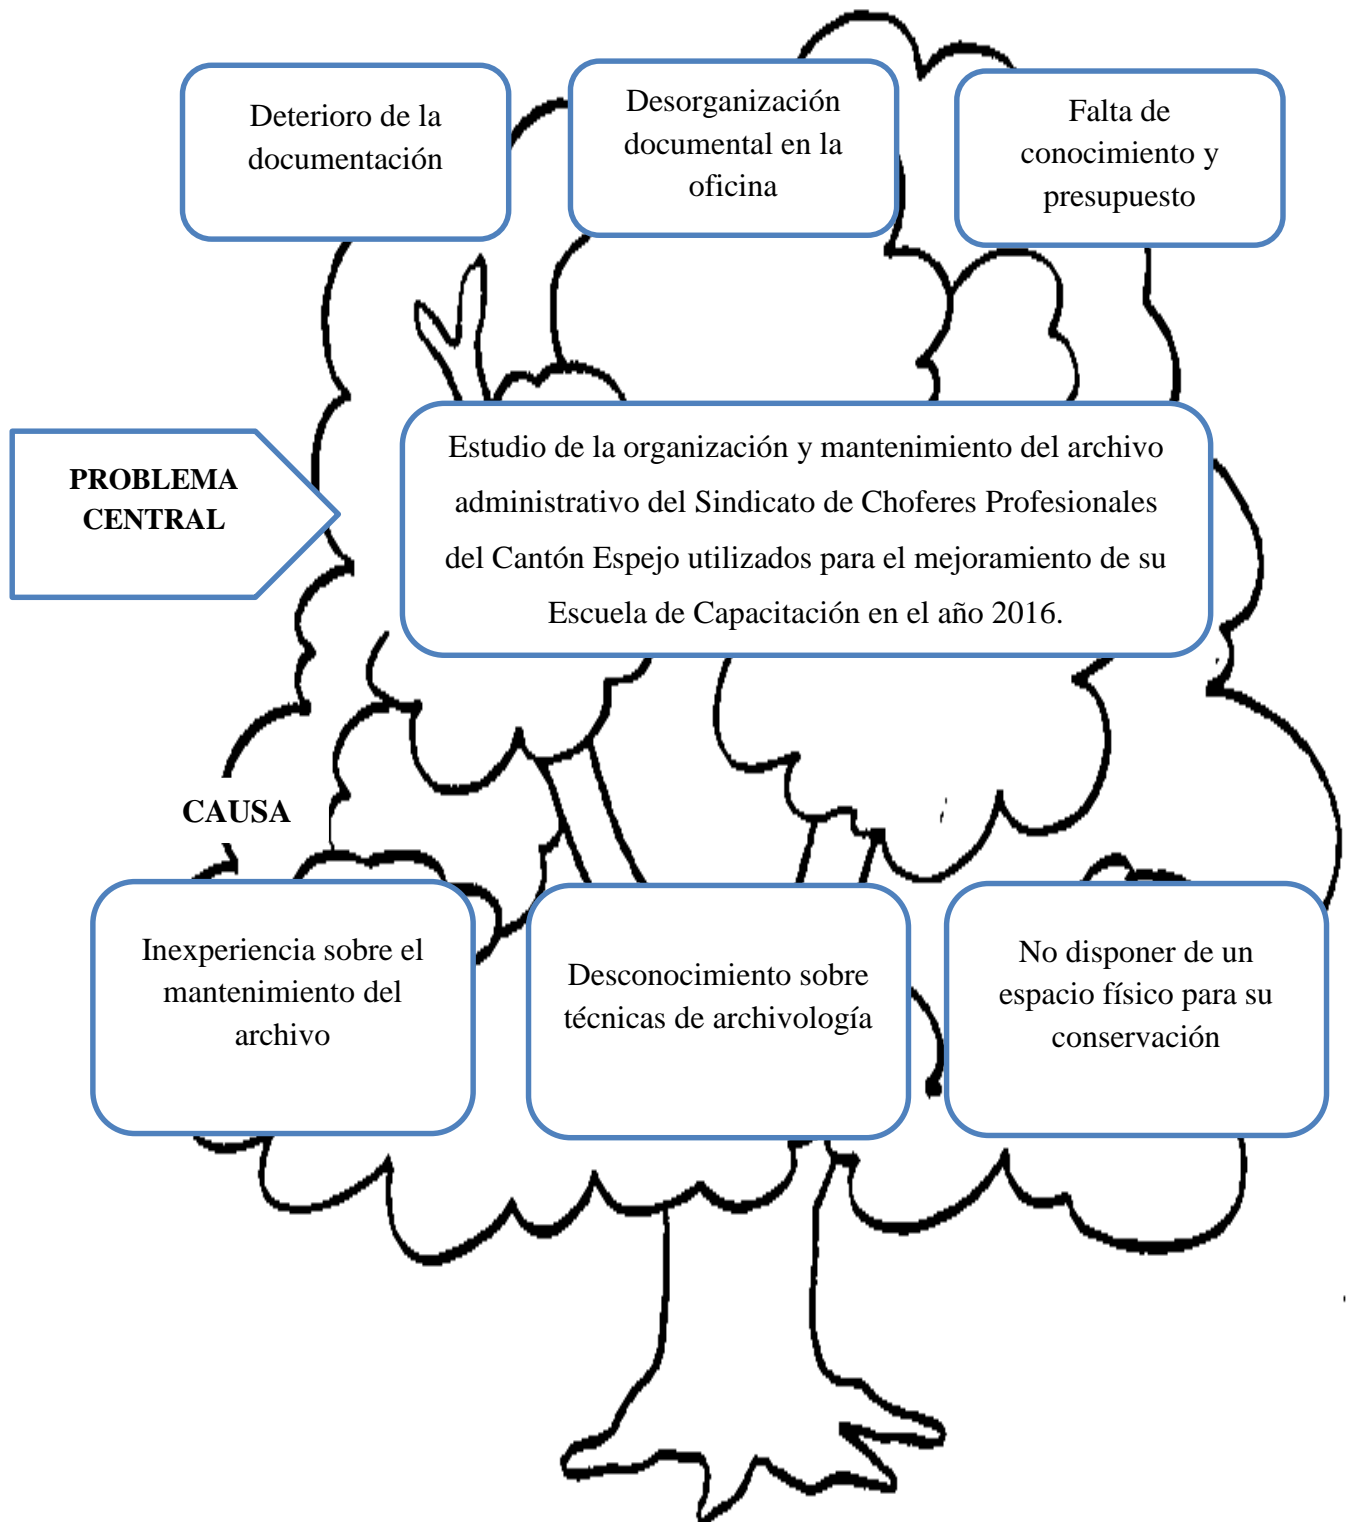 Deterioro de la
documentación
Desorganización
documental en la
oficina
Falta de
conocimiento y
presupuesto
PROBLEMA
CENTRAL
Estudio de la organización y mantenimiento del archivo
administrativo del Sindicato de Choferes Profesionales
del Cantón Espejo utilizados para el mejoramiento de su
Escuela de Capacitación en el año 2016.
CAUSA
Inexperiencia sobre el
mantenimiento del
archivo
Desconocimiento sobre
técnicas de archivología
No disponer de un
espacio físico para su
conservación